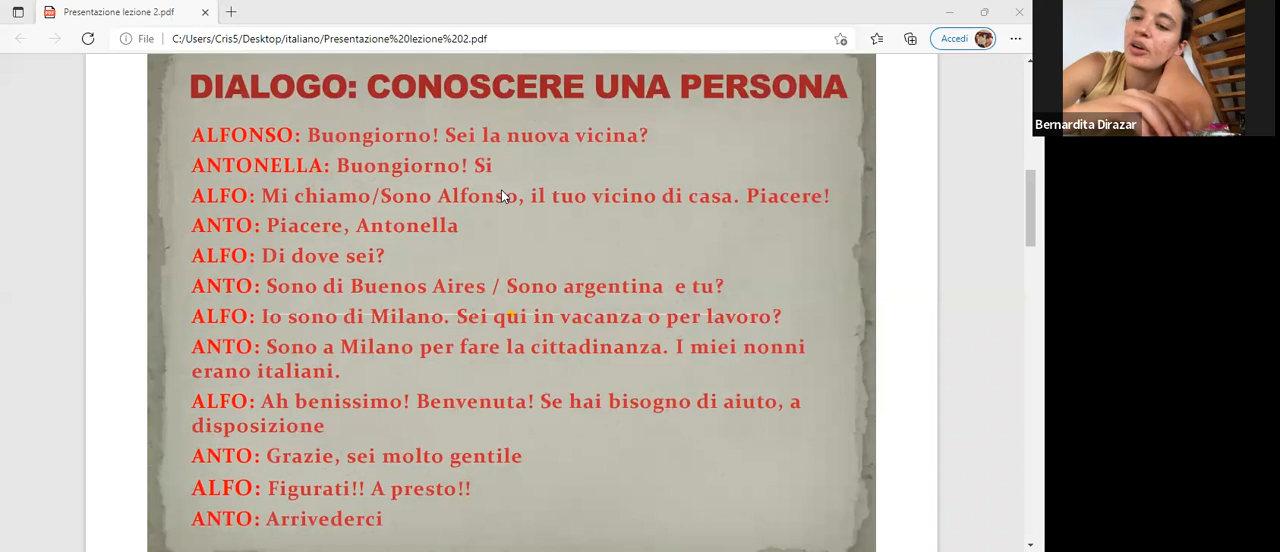 Presentazione lezione 2.pdf
File C:/Users/Cris5/Desktop/italiano/Presentazione%20lezione%202.pdf Accedi
Bernardita Dirazar
DIALOGO: CONOSCERE UNA PERSONA
ALFONSO: Buongiorno! Sei la nuova vicina?
ANTONELLA: Buongiorno! Si
ALFO: Mi chiamo/Sono Alfonso, il tuo vicino di casa. Piacere!
ANTO: Piacere, Antonella
ALFO: Di dove sei?
ANTO: Sono di Buenos Aires / Sono argentina e tu?
ALFO: Io sono di Milano. Sei qui in vacanza o per lavoro?
ANTO: Sono a Milano per fare la cittadinanza. I miei nonni
erano italiani.
ALFO: Ah benissimo! Benvenuta! Se hai bisogno di aiuto, a
disposizione
ANTO: Grazie, sei molto gentile
ALFO: Figurati!! A presto!!
ANTO: Arrivederci